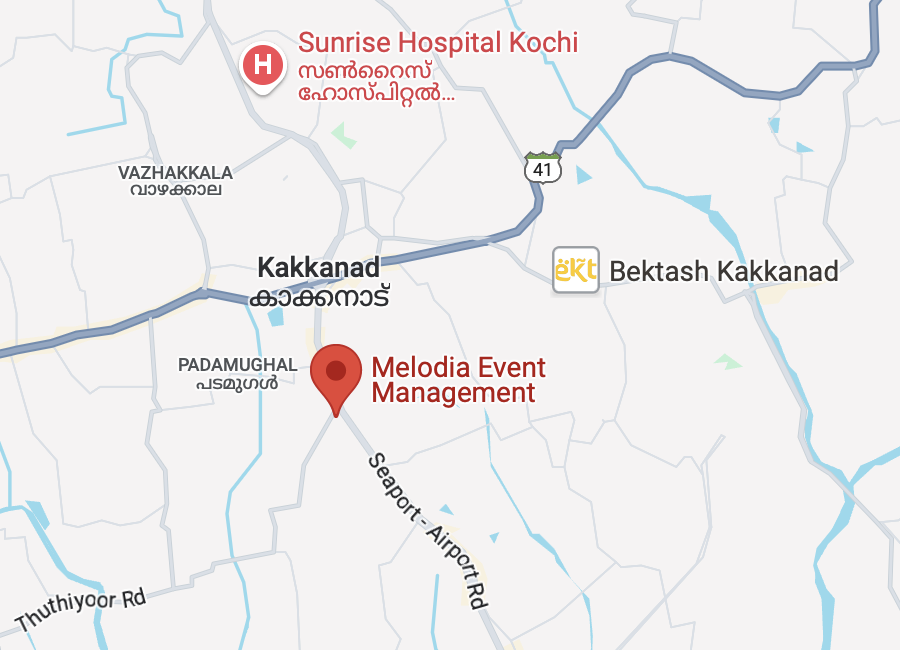 Sunrise Hospital Kochi
സൺറൈസ്
ഹോസ്പിറ്റൽ...
H
41
VAZHAKKALA
വാഴക്കാല
Kakkanad
കാക്കനാട്
ëkt
Bektash Kakkanad
PADAMUGHAL
പടമുഗൾ
Melodia Event
Management
Seaport - Airport Rd
Thuthiyoor Rd